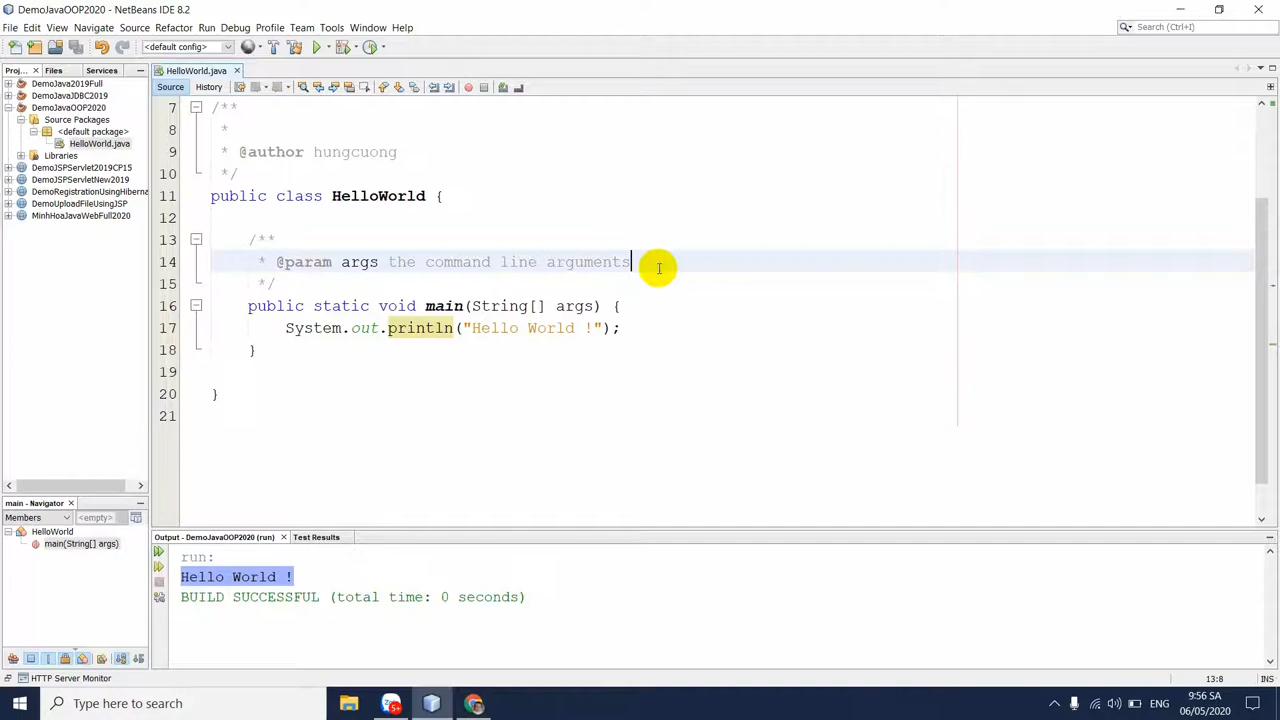 DemoJavaOOP2020 - NetBeans IDE 8.2
File Edit View Navigate Source Refactor Run Debug Profile Team Tools Window Help
Search (Ctrl+I)
<default config>
Proj... Files Services
HelloWorld.java
Source History
DemoJava2019Full
DemoJavaJDBC2019
DemoJavaOOP2020
Source Packages
<default package>
HelloWorld.java
Libraries
DemoJSPServlet2019CP15
DemoJSPServletNew2019
DemoRegistrationUsingHiberna
DemoUploadFileUsingJSP
MinhHoaJavaWebFull2020
7 /**
8 *
9 * @author hungcuong
10 */
11 public class HelloWorld {
12
13 /**
14 * @param args the command line arguments
15 */
16 public static void main(String[] args) {
17 System.out.println("Hello World !");
18 }
19
20 }
21
main - Navigator
Members <empty>
HelloWorld
main(String[] args)
Output - DemoJavaOOP2020 (run) Test Results
run:
Hello World !
BUILD SUCCESSFUL (total time: 0 seconds)
HTTP Server Monitor
13:8 INS
Type here to search
5+
ENG
9:56 SA
06/05/2020